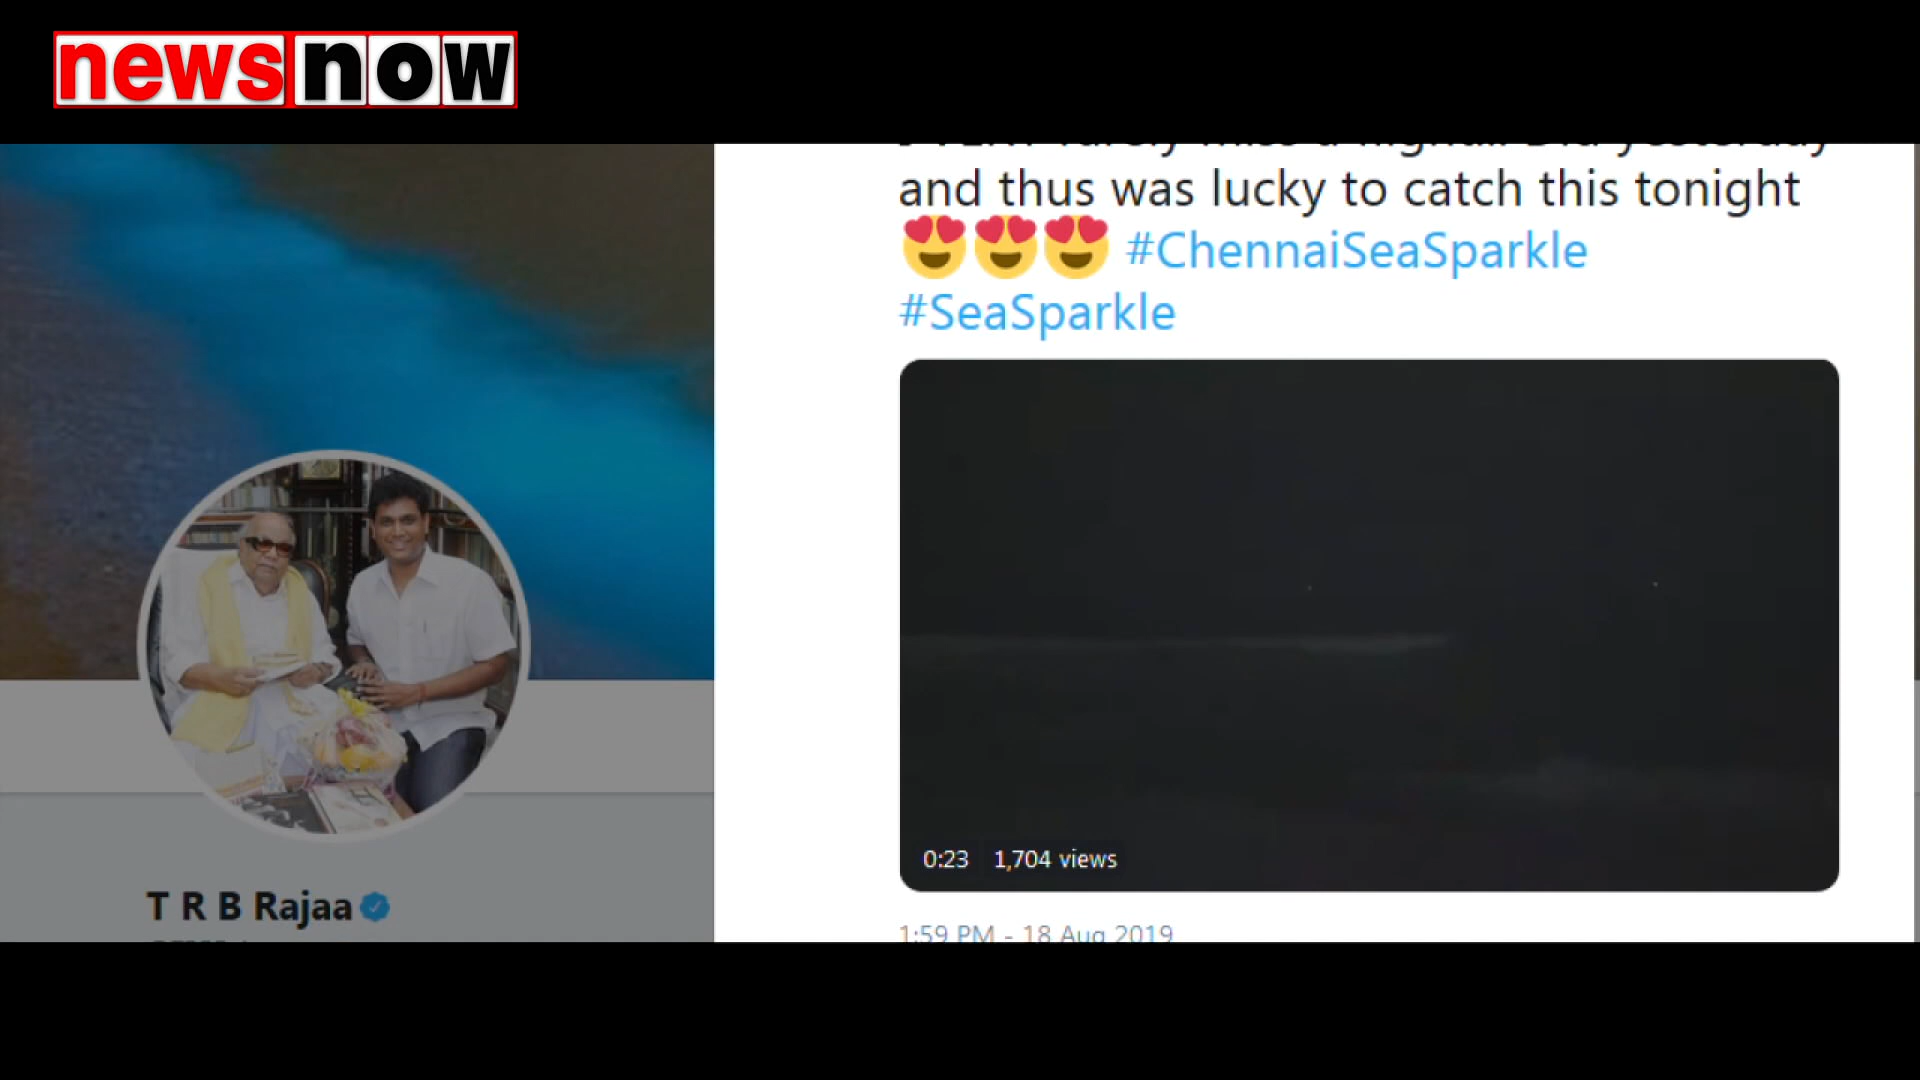 newsnow
and thus was lucky to catch this tonight
😍😍😍 #ChennaiSeaSparkle
#SeaSparkle
0:23 1,704 views
T R B Rajaa
1:59 PM - 18 Aug 2019